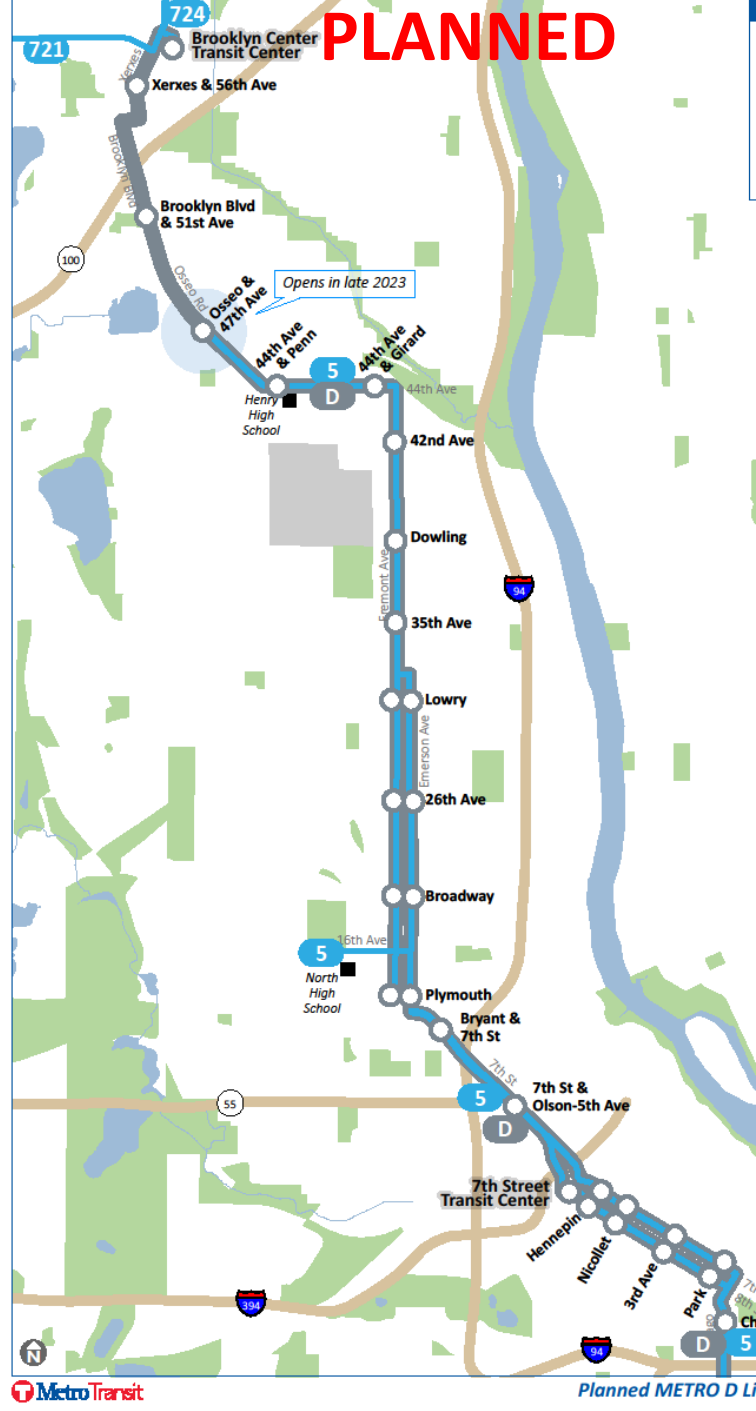 724
PLANNED
721
Brooklyn Center
Transit Center
Xerxes
Xerxes & 56th Ave
Brooklyn Blvd
Brooklyn Blvd
& 51st Ave
100
Osseo Rd
Opens in late 2023
Osseo &
47th Ave
44th Ave
& Penn
44th Ave
& Girard
5
D
44th Ave
Henry
High
School
42nd Ave
Dowling
Fremont Ave
94
35th Ave
Lowry
Emerson Ave
26th Ave
Broadway
16th Ave
5
North
High
School
Plymouth
Bryant &
7th St
7th St
5
7th St &
Olson-5th Ave
55
D
7th Street
Transit Center
Hennepin
Nicollet
3rd Ave
Park
7th
8th
394
Ch
D
5
94
N
T MetroTransit
Planned METRO D Li